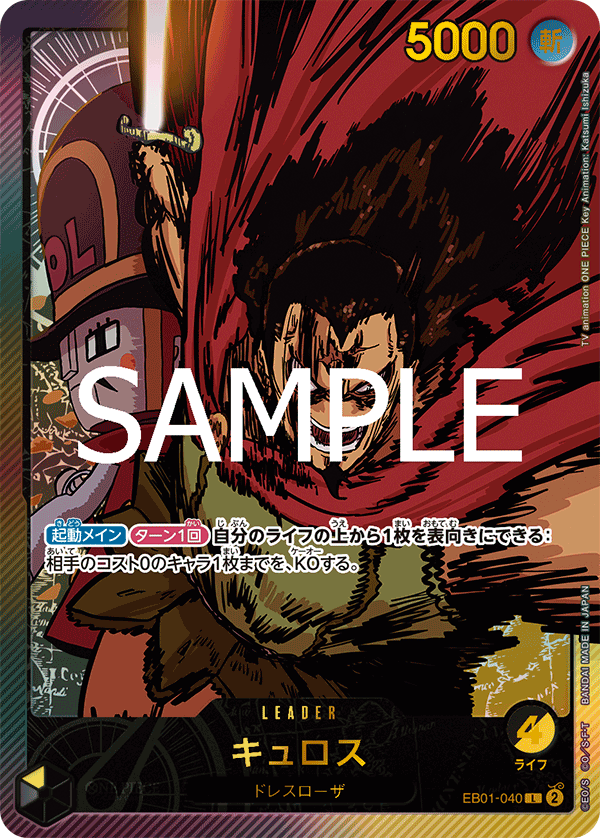 5000 斬
TV animation ONE PIECE Key Animation: Katsumi Ishizuka
OL
SAMPLE
起動メイン ターン1回 自分のライフの上から1枚を表向きにできる:
相手のコスト0のキャラ1枚までを、KOする。
LEADER
キュロス
4
ライフ
ドレスローザ
ONE PIECE
EB01-040 L 2
©E.O/S ©O/S・F・T BANDAI MADE IN JAPAN